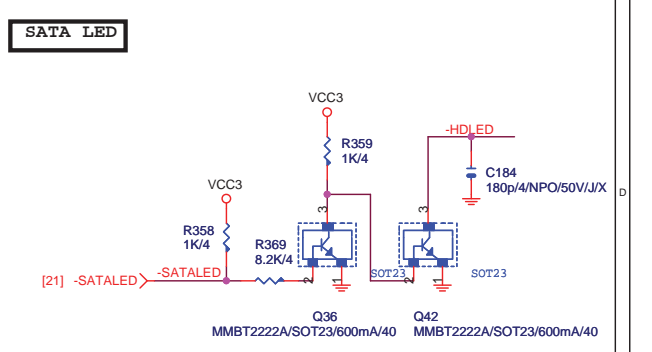 SATA LED
VCC3
R359
1K/4
-HDLED
C184
180p/4/NPO/50V/J/X
D
VCC3
R358
1K/4
R369
8.2K/4
3
3
[21] -SATALED
-SATALED
2
1
SOT23
2
1
SOT23
Q36
MMBT2222A/SOT23/600mA/40
Q42
MMBT2222A/SOT23/600mA/40